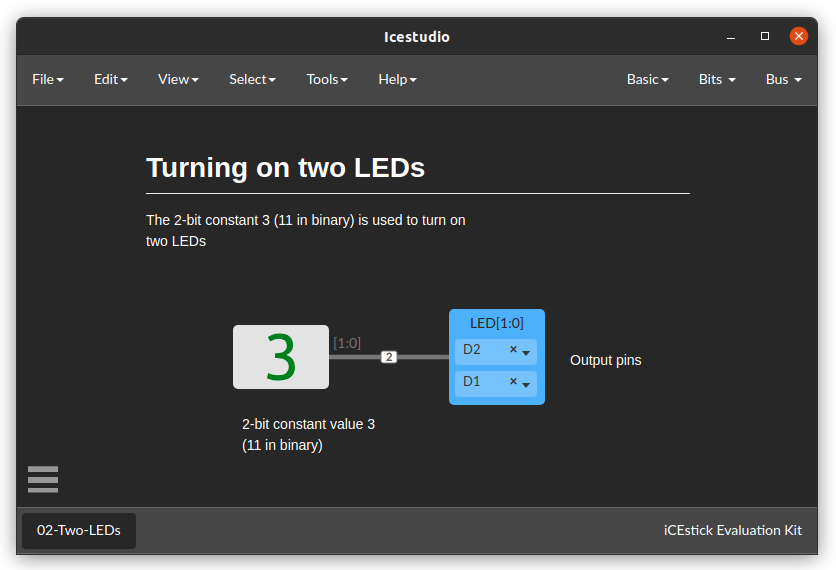 Icestudio
File Edit View Select Tools Help Basic Bits Bus
Turning on two LEDs
The 2-bit constant 3 (11 in binary) is used to turn on
two LEDs
3
[1:0]
2
LED[1:0]
D2 ×
D1 ×
Output pins
2-bit constant value 3
(11 in binary)
02-Two-LEDs
iCEstick Evaluation Kit